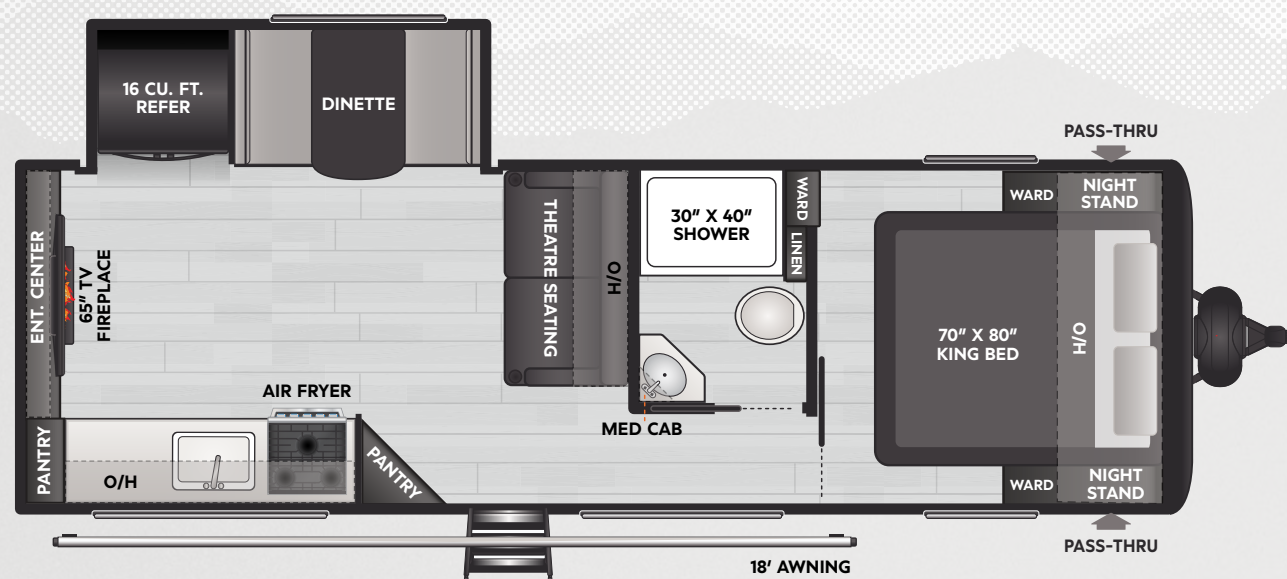 16 CU. FT.
REFER
DINETTE
PASS-THRU
WARD
NIGHT
STAND
ENT. CENTER
65" TV
FIREPLACE
THEATRE SEATING
O/H
30" X 40"
SHOWER
WARD
LINEN
70" X 80"
KING BED
O/H
AIR FRYER
MED CAB
PANTRY
O/H
PANTRY
WARD
NIGHT
STAND
PASS-THRU
18' AWNING